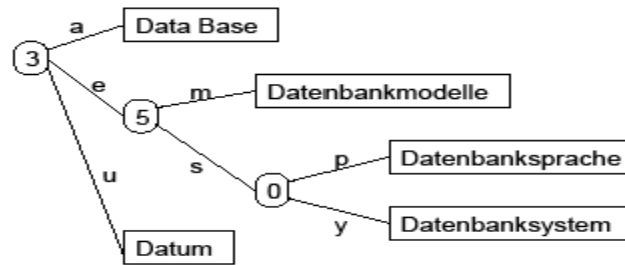 a
Data Base
3
e
m
Datenbankmodelle
5
s
p
Datenbanksprache
u
0
y
Datenbanksystem
Datum